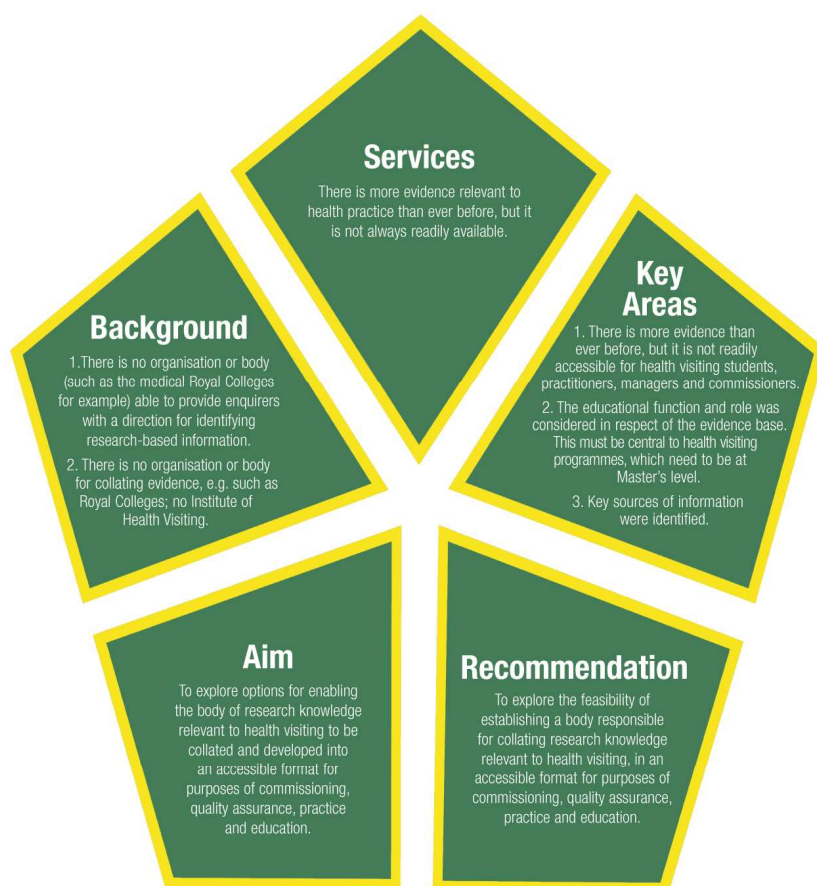 Services
There is more evidence relevant to
health practice than ever before, but it
is not always readily available.
Background
1.There is no organisation or body
(such as the medical Royal Colleges
for example) able to provide enquirers
with a direction for identifying
research-based information.
2. There is no organisation or body
for collating evidence, e.g. such as
Royal Colleges; no Institute of
Health Visiting.
Key
Areas
1. There is more evidence than
ever before, but it is not readily
accessible for health visiting students,
practitioners, managers and commissioners.
2. The educational function and role was
considered in respect of the evidence base.
This must be central to health visiting
programmes, which need to be at
Master's level.
3. Key sources of information
were identified.
Aim
To explore options for enabling
the body of research knowledge
relevant to health visiting to be
collated and developed into
an accessible format for
purposes of commissioning,
quality assurance, practice
and education.
Recommendation
To explore the feasibility of
establishing a body responsible
for collating research knowledge
relevant to health visiting, in an
accessible format for purposes of
commissioning, quality assurance,
practice and education.